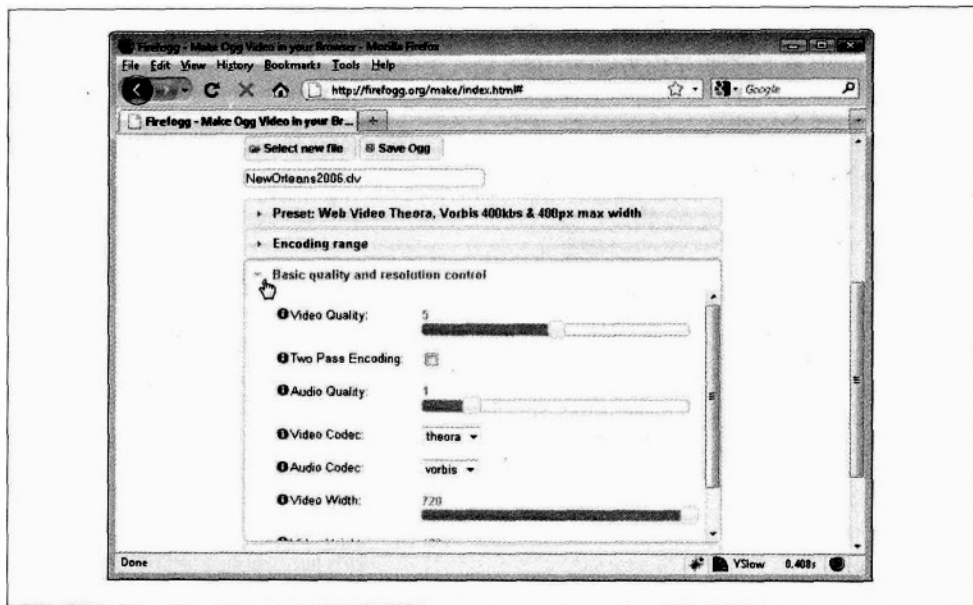 Firefogg - Make Ogg Video in your Browser - Mozilla Firefox
File Edit View History Bookmarks Tools Help
http://firefogg.org/make/index.html#
Google
Firefogg - Make Ogg Video in your Br...
Select new file Save Ogg
NewOrleans2006.dv
Preset: Web Video Theora, Vorbis 400kbs & 400px max width
Encoding range
Basic quality and resolution control
Video Quality: 5
Two Pass Encoding:
Audio Quality: 1
Video Codec: theora
Audio Codec: vorbis
Video Width: 720
Done YSlow 0.408s